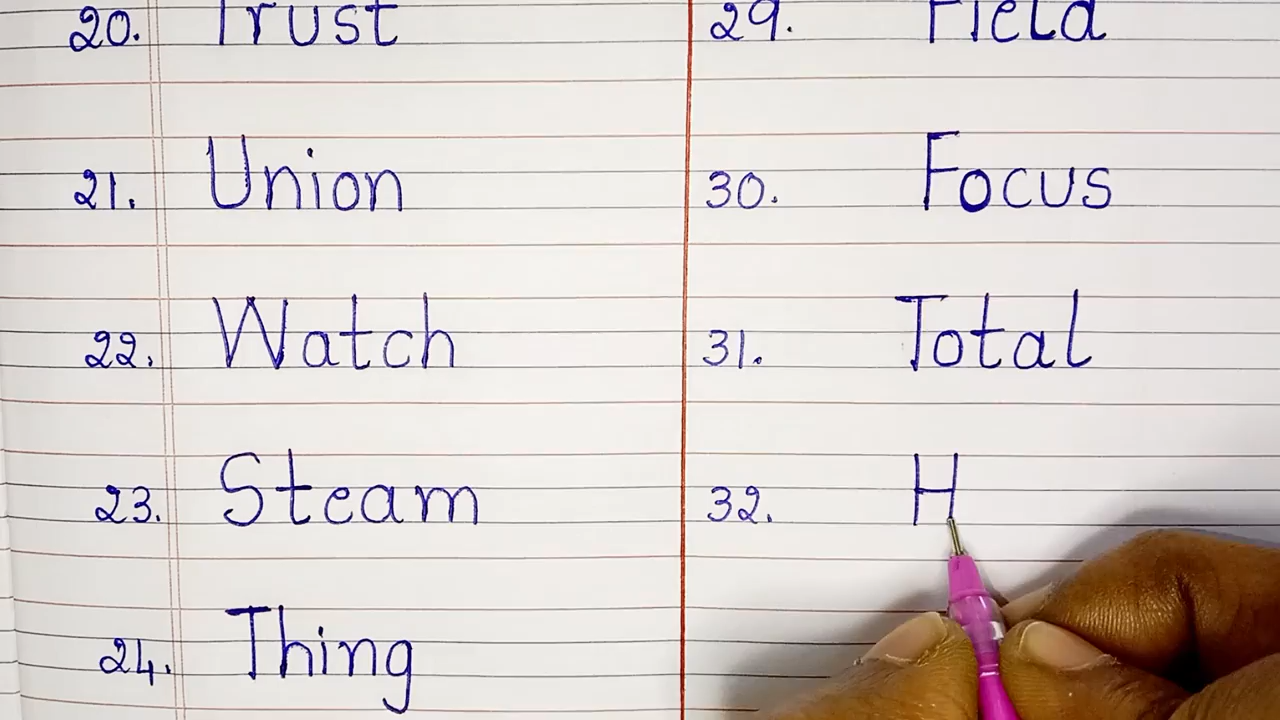 20. Trust
21. Union
22. Watch
23. Steam
24. Thing
29. Field
30. Focus
31. Total
32. H